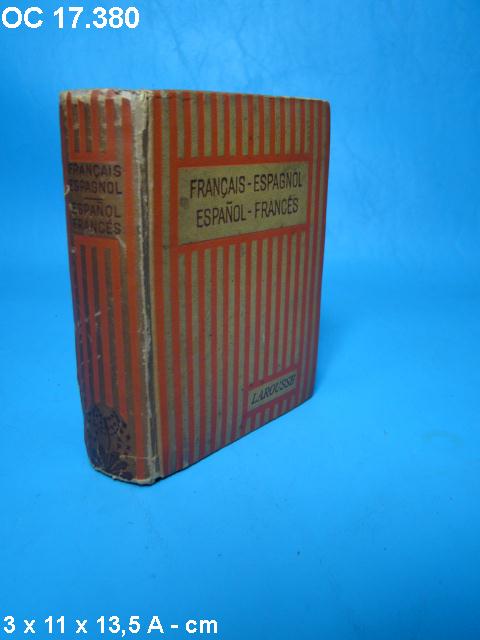 OC 17.380
FRANÇAIS
ESPAGNOL
ESPAÑOL
FRANCÉS
FRANÇAIS-ESPAGNOL
ESPAÑOL-FRANCÉS
LAROUSSE
3 x 11 x 13,5 A - cm